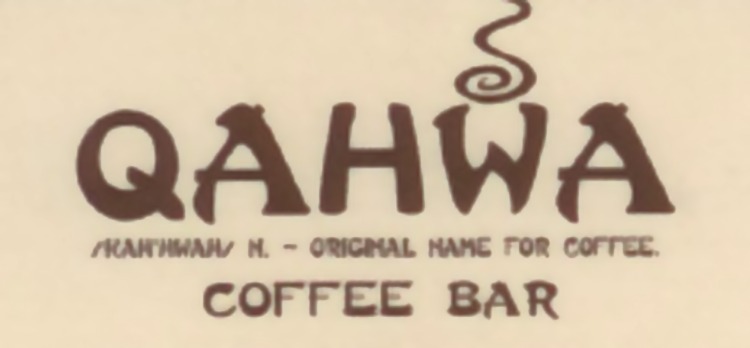 QAHWA
/KAH'HWAH/ N. - ORIGINAL NAME FOR COFFEE.
COFFEE BAR